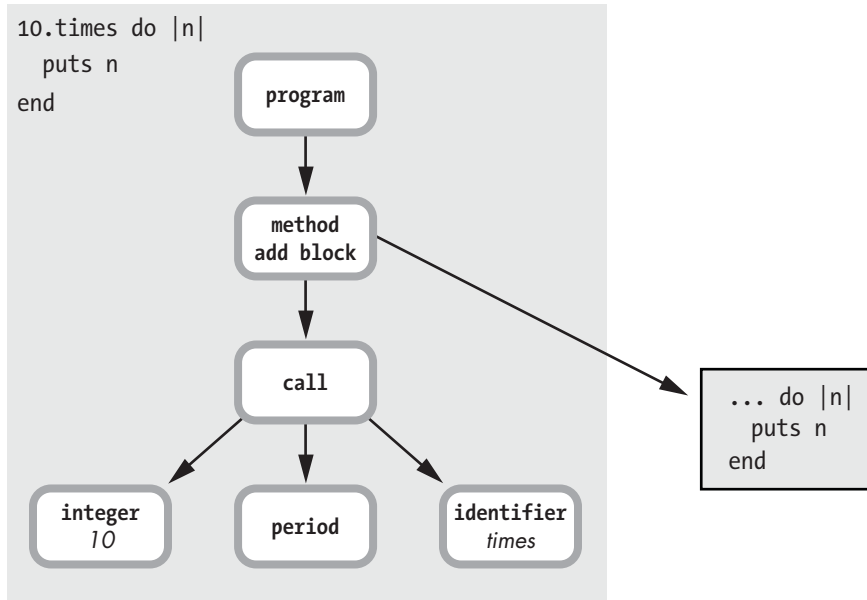 10.times do |n|
puts n
end
program
method
add block
call
integer
10
period
identifier
times
... do |n|
puts n
end